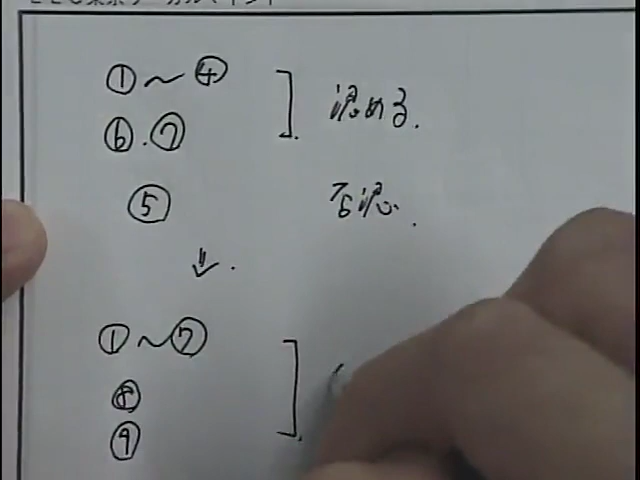 ①～④
⑥.⑦ ] 認める.
⑤ 否認.
⇓.
①～⑦
⑧
⑨